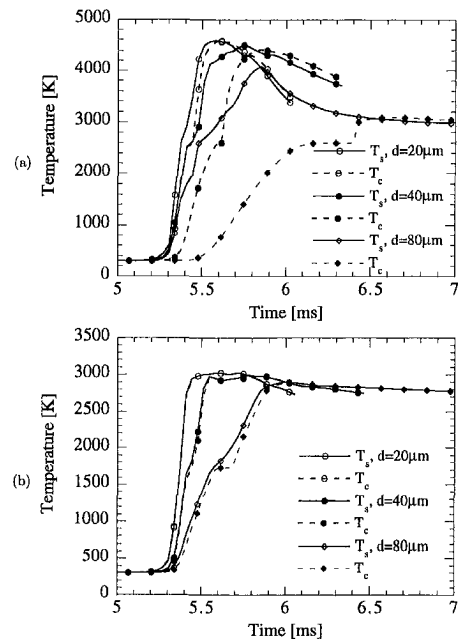 (a)
Temperature [K]
5000
4000
3000
2000
1000
0
T_s, d=20μm
T_c
T_s, d=40μm
T_c
T_s, d=80μm
T_c
5 5.5 6 6.5 7
Time [ms]
(b)
Temperature [K]
3500
3000
2500
2000
1500
1000
500
0
T_s, d=20μm
T_c
T_s, d=40μm
T_c
T_s, d=80μm
T_c
5 5.5 6 6.5 7
Time [ms]